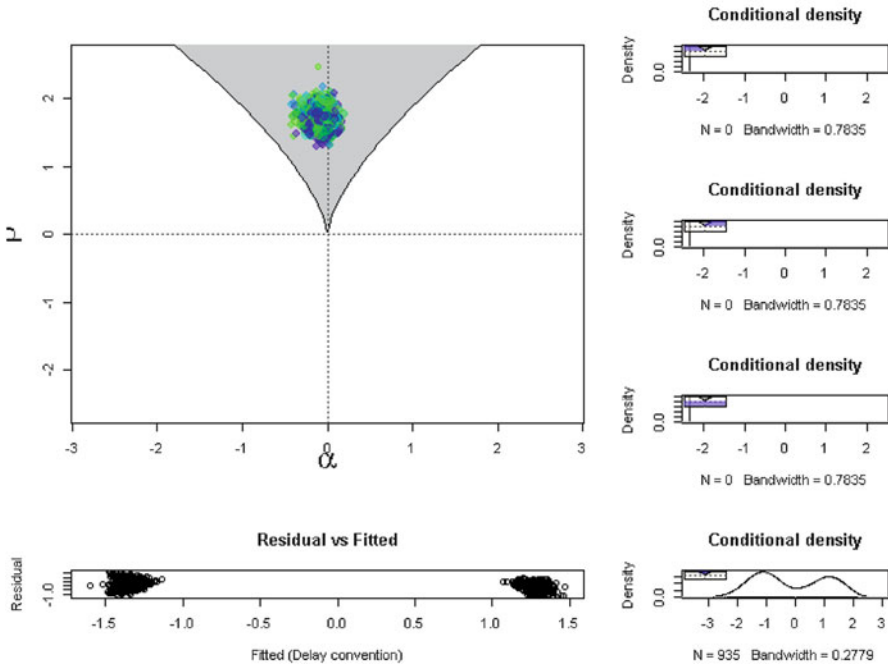 2
1
0
-1
-2
-3
-2
-1
0
1
2
3
α
Residual vs Fitted
Residual
-1.0
-1.5
-1.0
-0.5
0.0
0.5
1.0
1.5
Fitted (Delay convention)
Conditional density
Density
0.0
-2
-1
0
1
2
N = 0 Bandwidth = 0.7835
Conditional density
Density
0.0
-2
-1
0
1
2
N = 0 Bandwidth = 0.7835
Conditional density
Density
0.0
-2
-1
0
1
2
N = 0 Bandwidth = 0.7835
Conditional density
Density
0.0
-3
-2
-1
0
1
2
3
N = 935 Bandwidth = 0.2779